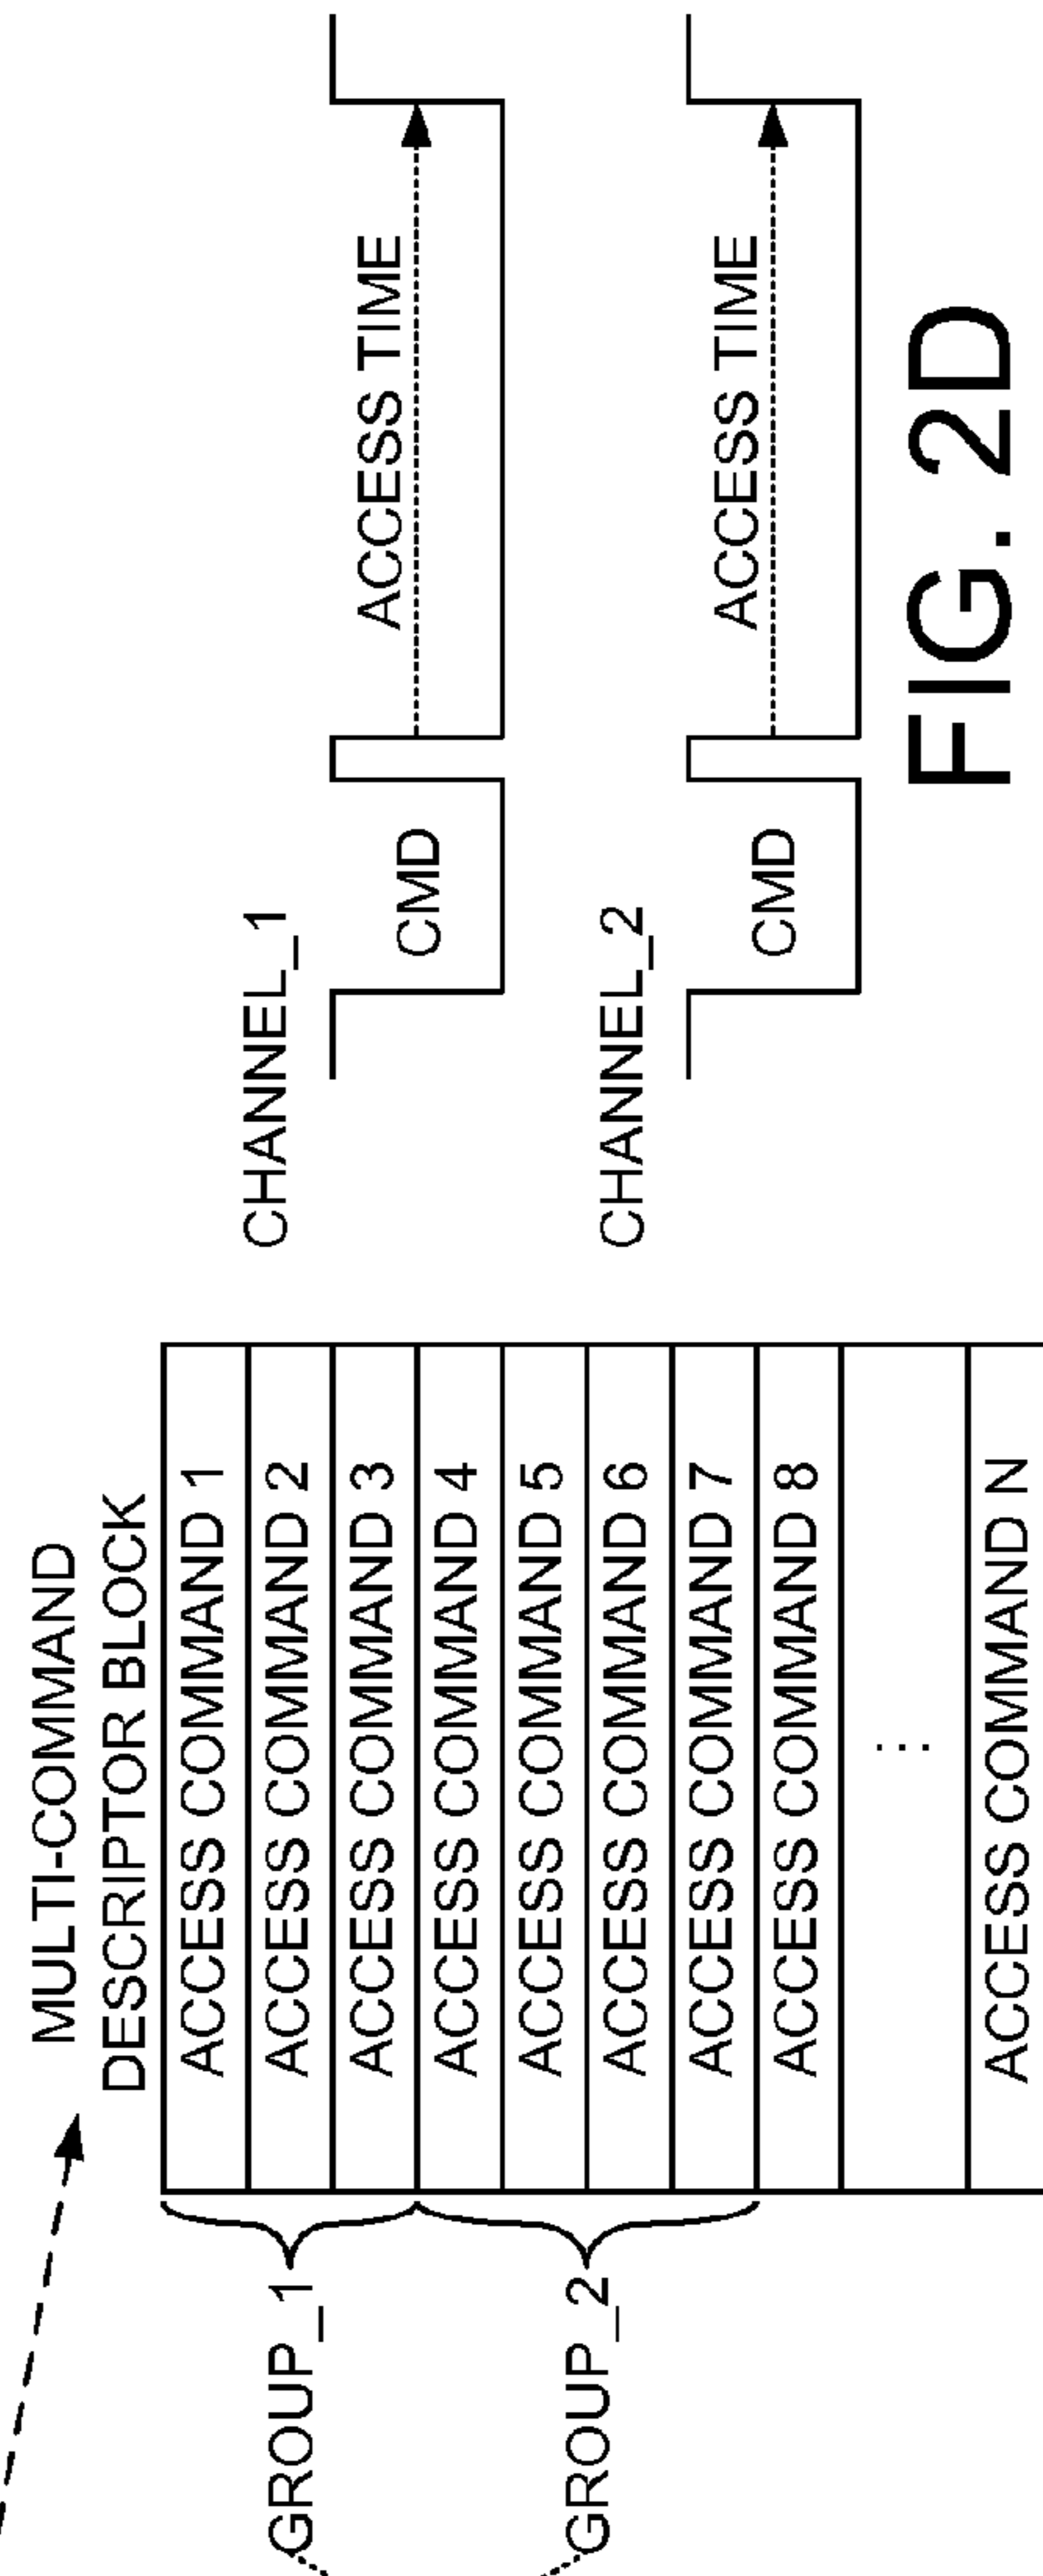 MULTI-COMMAND
DESCRIPTOR BLOCK
GROUP_1
GROUP_2
ACCESS COMMAND 1
ACCESS COMMAND 2
ACCESS COMMAND 3
ACCESS COMMAND 4
ACCESS COMMAND 5
ACCESS COMMAND 6
ACCESS COMMAND 7
ACCESS COMMAND 8
...
ACCESS COMMAND N
CHANNEL_1
CMD
ACCESS TIME
CHANNEL_2
CMD
ACCESS TIME
FIG. 2D